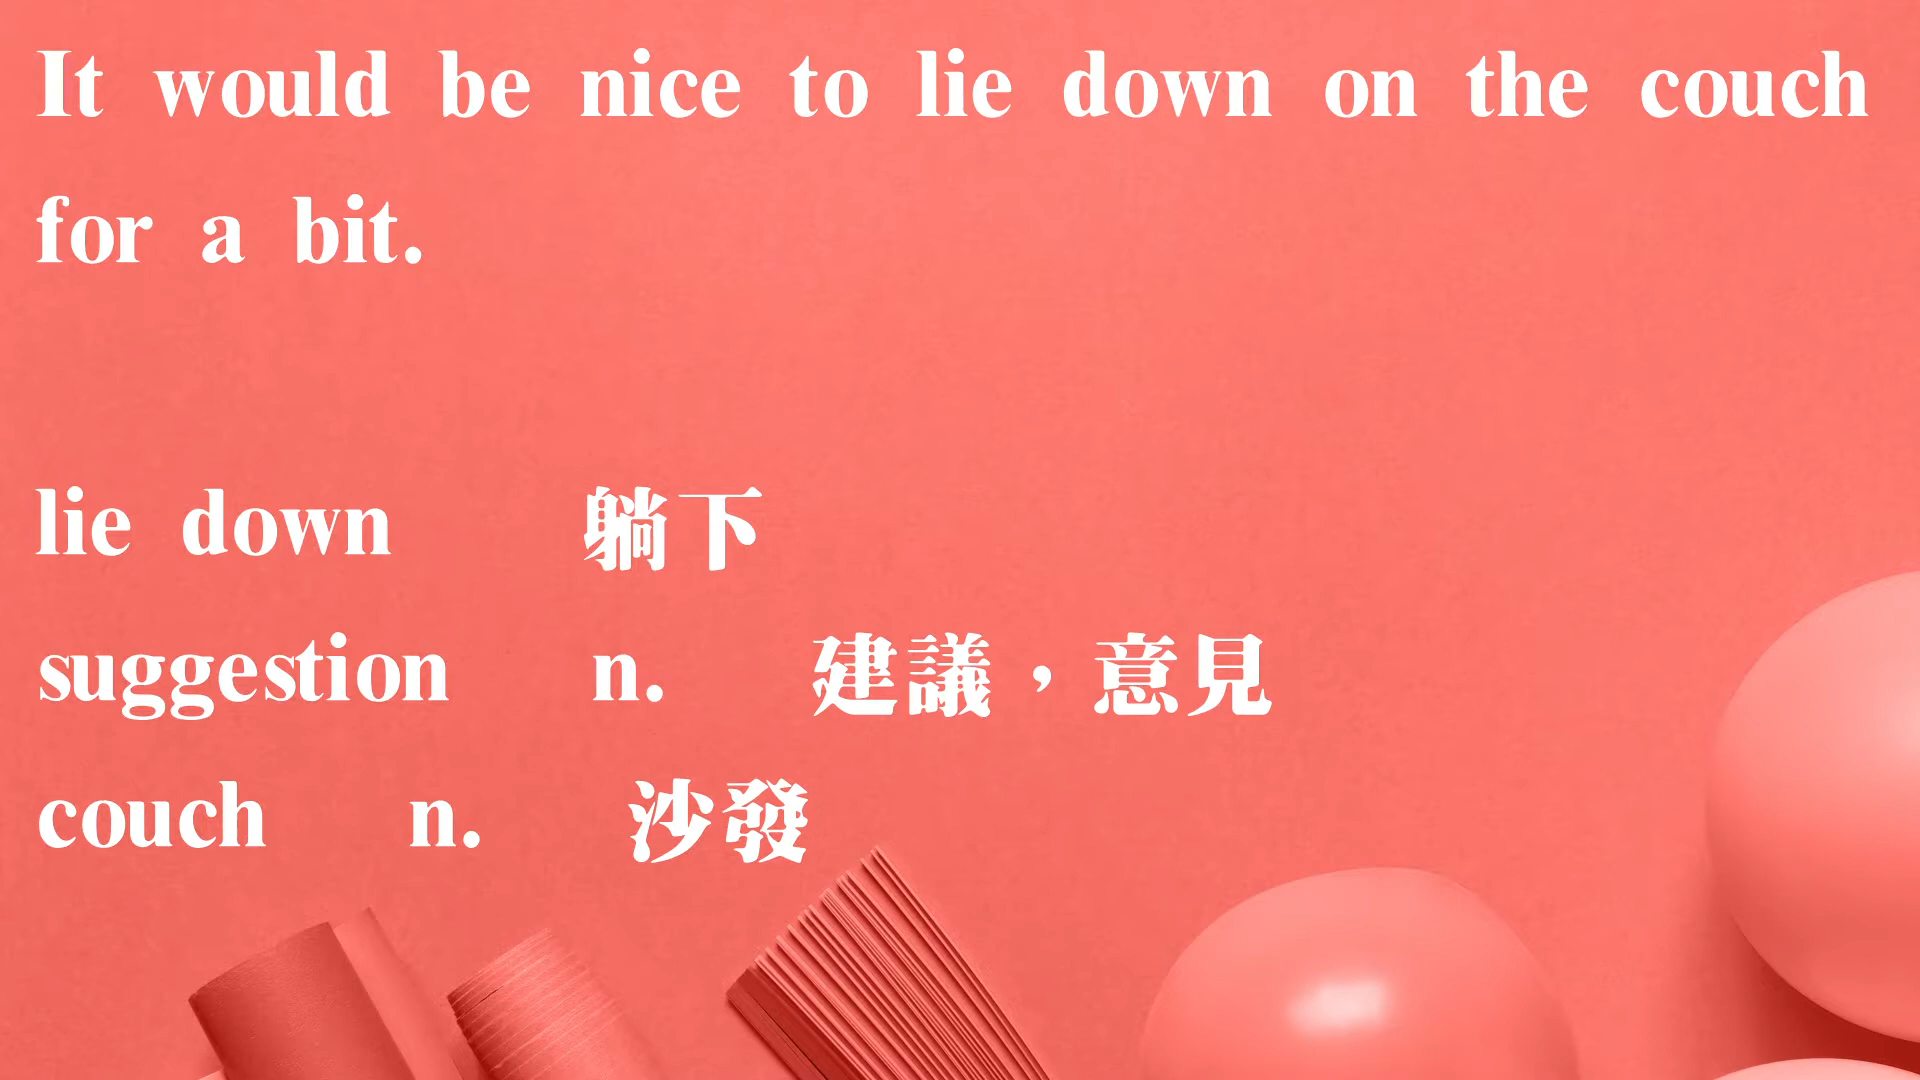 It would be nice to lie down on the couch
for a bit.
lie down 躺下
suggestion n. 建議，意見
couch n. 沙發